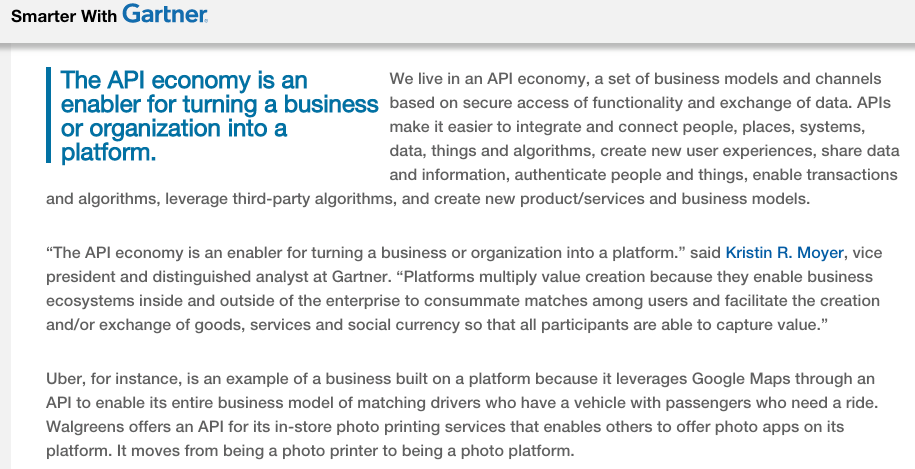 Smarter With Gartner
The API economy is an
enabler for turning a business
or organization into a
platform.
We live in an API economy, a set of business models and channels
based on secure access of functionality and exchange of data. APIs
make it easier to integrate and connect people, places, systems,
data, things and algorithms, create new user experiences, share data
and information, authenticate people and things, enable transactions
and algorithms, leverage third-party algorithms, and create new product/services and business models.
“The API economy is an enabler for turning a business or organization into a platform.” said Kristin R. Moyer, vice
president and distinguished analyst at Gartner. “Platforms multiply value creation because they enable business
ecosystems inside and outside of the enterprise to consummate matches among users and facilitate the creation
and/or exchange of goods, services and social currency so that all participants are able to capture value.”
Uber, for instance, is an example of a business built on a platform because it leverages Google Maps through an
API to enable its entire business model of matching drivers who have a vehicle with passengers who need a ride.
Walgreens offers an API for its in-store photo printing services that enables others to offer photo apps on its
platform. It moves from being a photo printer to being a photo platform.